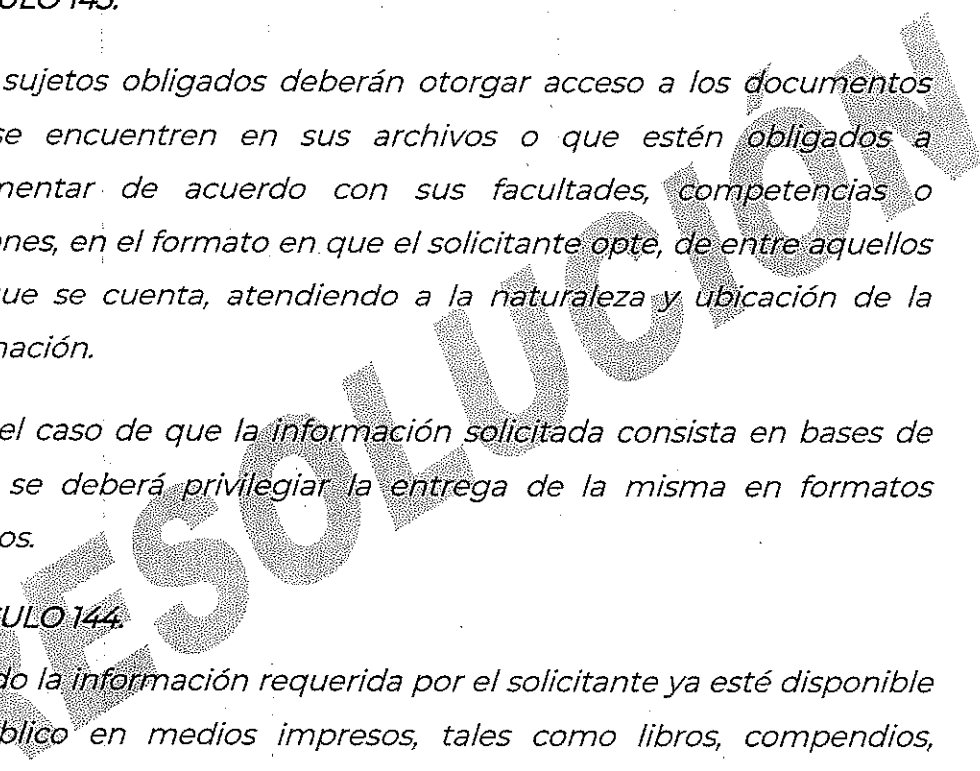 ULO 143.
sujetos obligados deberán otorgar acceso a los documentos
se encuentren en sus archivos o que estén obligados a
mentar de acuerdo con sus facultades, competencias o
nes, en el formato en que el solicitante opte, de entre aquellos
ue se cuenta, atendiendo a la naturaleza y ubicación de la
mación.
el caso de que la información solicitada consista en bases de
se deberá privilegiar la entrega de la misma en formatos
os.
ULO 144.
do la información requerida por el solicitante ya esté disponible
blico en medios impresos, tales como libros, compendios,
RESOLUCIÓN